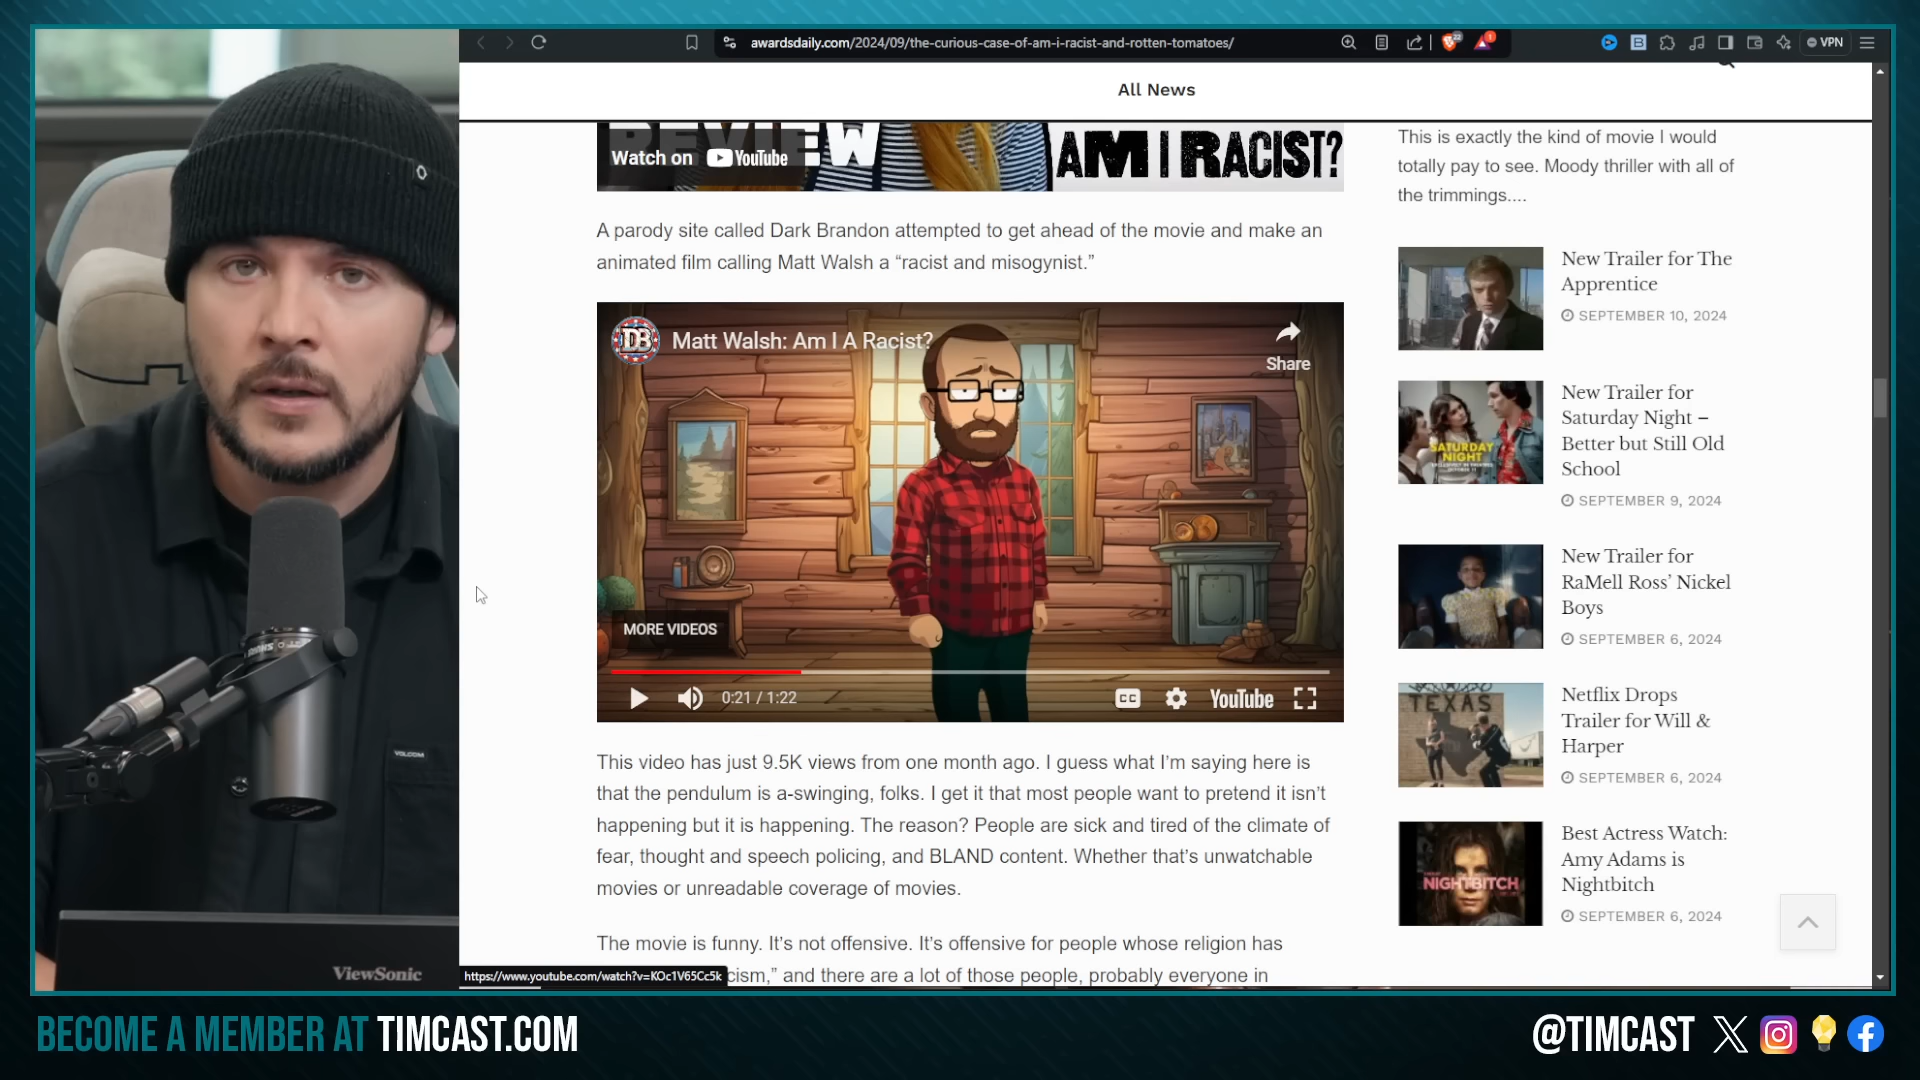 awardsdaily.com/2024/09/the-curious-case-of-am-i-racist-and-rotten-tomatoes/
22
1
VPN
All News
REVIEW
AM I RACIST?
Watch on YouTube
A parody site called Dark Brandon attempted to get ahead of the movie and make an
animated film calling Matt Walsh a “racist and misogynist.”
DB
Matt Walsh: Am I A Racist?
Share
MORE VIDEOS
0:21 / 1:22
CC
YouTube
This video has just 9.5K views from one month ago. I guess what I’m saying here is
that the pendulum is a-swinging, folks. I get it that most people want to pretend it isn’t
happening but it is happening. The reason? People are sick and tired of the climate of
fear, thought and speech policing, and BLAND content. Whether that’s unwatchable
movies or unreadable coverage of movies.
The movie is funny. It’s not offensive. It’s offensive for people whose religion has
cism,” and there are a lot of those people, probably everyone in
https://www.youtube.com/watch?v=KOc1V65Cc5k
This is exactly the kind of movie I would
totally pay to see. Moody thriller with all of
the trimmings....
New Trailer for The
Apprentice
SEPTEMBER 10, 2024
SATURDAY
NIGHT
New Trailer for
Saturday Night –
Better but Still Old
School
SEPTEMBER 9, 2024
New Trailer for
RaMell Ross’ Nickel
Boys
SEPTEMBER 6, 2024
TEXAS
Netflix Drops
Trailer for Will &
Harper
SEPTEMBER 6, 2024
NIGHTBITCH
Best Actress Watch:
Amy Adams is
Nightbitch
SEPTEMBER 6, 2024
VOLCOM
ViewSonic
BECOME A MEMBER AT TIMCAST.COM
@TIMCAST